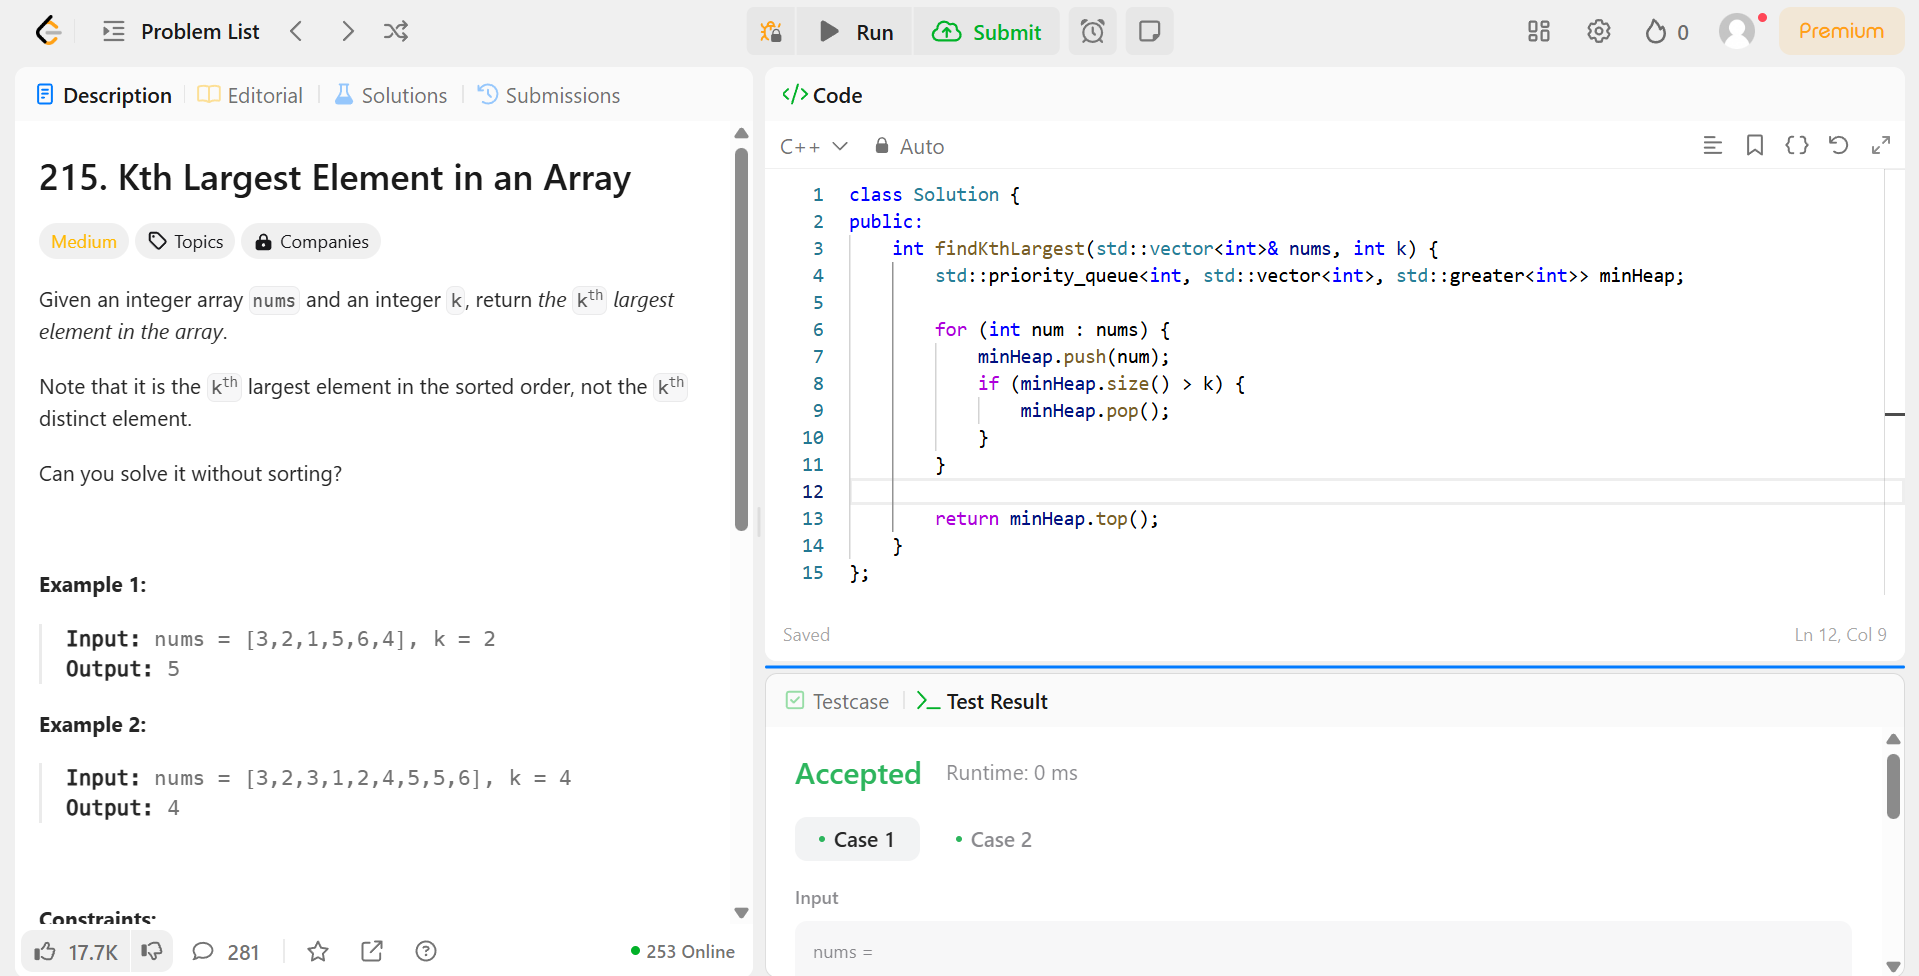 Problem List
Run
Submit
0
Premium
Description
Editorial
Solutions
Submissions
215. Kth Largest Element in an Array
Medium
Topics
Companies
Given an integer array nums and an integer k, return the kth largest
element in the array.
Note that it is the kth largest element in the sorted order, not the kth
distinct element.
Can you solve it without sorting?
Example 1:
Input: nums = [3,2,1,5,6,4], k = 2
Output: 5
Example 2:
Input: nums = [3,2,3,1,2,4,5,5,6], k = 4
Output: 4
Constraints:
17.7K
281
253 Online
</> Code
C++
Auto
1 class Solution {
2 public:
3     int findKthLargest(std::vector<int>& nums, int k) {
4         std::priority_queue<int, std::vector<int>, std::greater<int>> minHeap;
5
6         for (int num : nums) {
7             minHeap.push(num);
8             if (minHeap.size() > k) {
9                 minHeap.pop();
10             }
11         }
12
13         return minHeap.top();
14     }
15 };
Saved
Ln 12, Col 9
Testcase
Test Result
Accepted
Runtime: 0 ms
Case 1
Case 2
Input
nums =